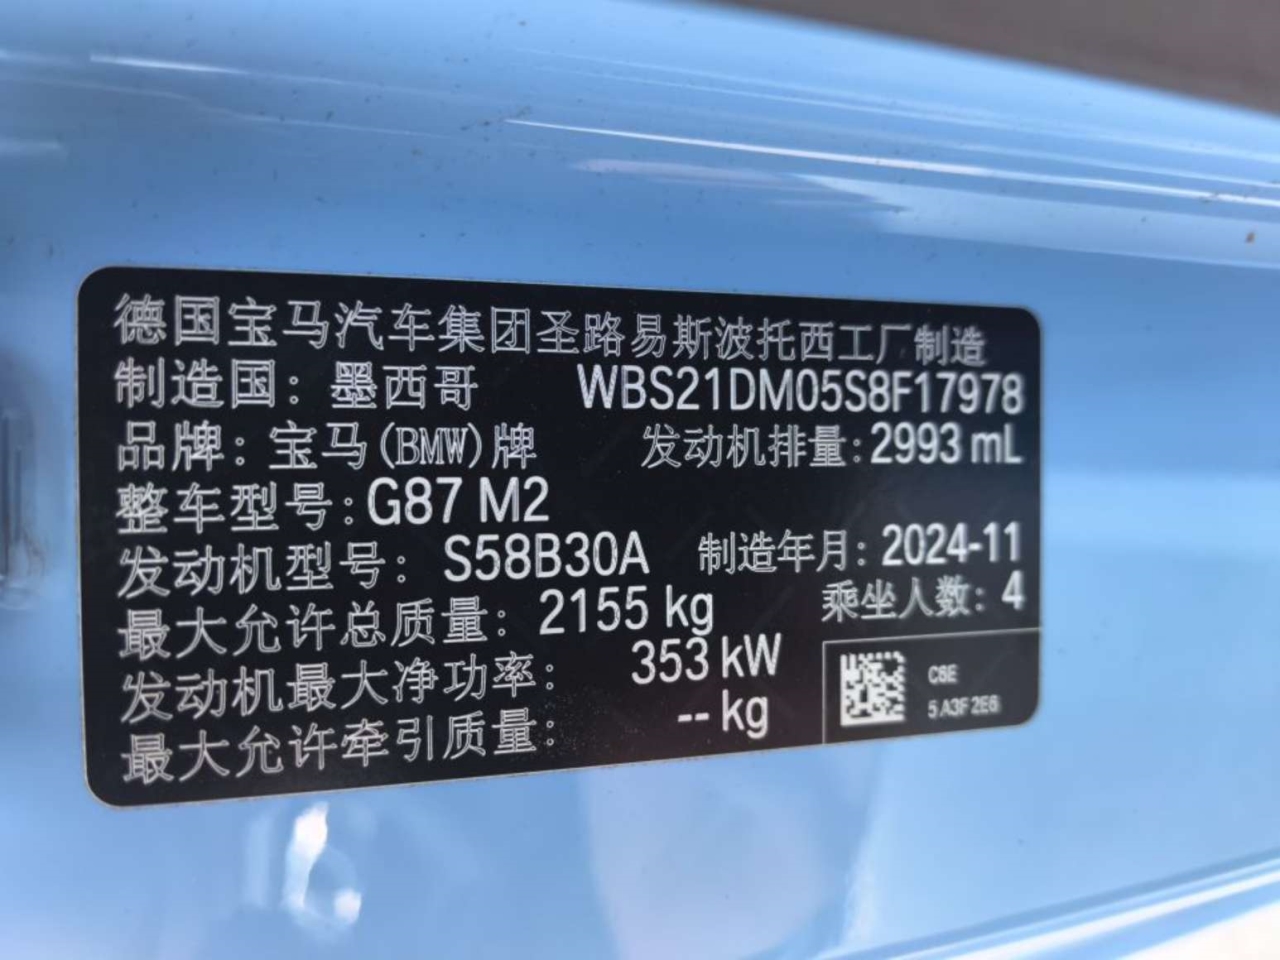 德国宝马汽车集团圣路易斯波托西工厂制造
制造国：墨西哥 WBS21DM05S8F17978
品牌：宝马(BMW)牌 发动机排量：2993 mL
整车型号：G87 M2
发动机型号：S58B30A 制造年月：2024-11
最大允许总质量：2155 kg 乘坐人数：4
发动机最大净功率：353 kW
最大允许牵引质量：-- kg
C6E
5 A3F 2E6